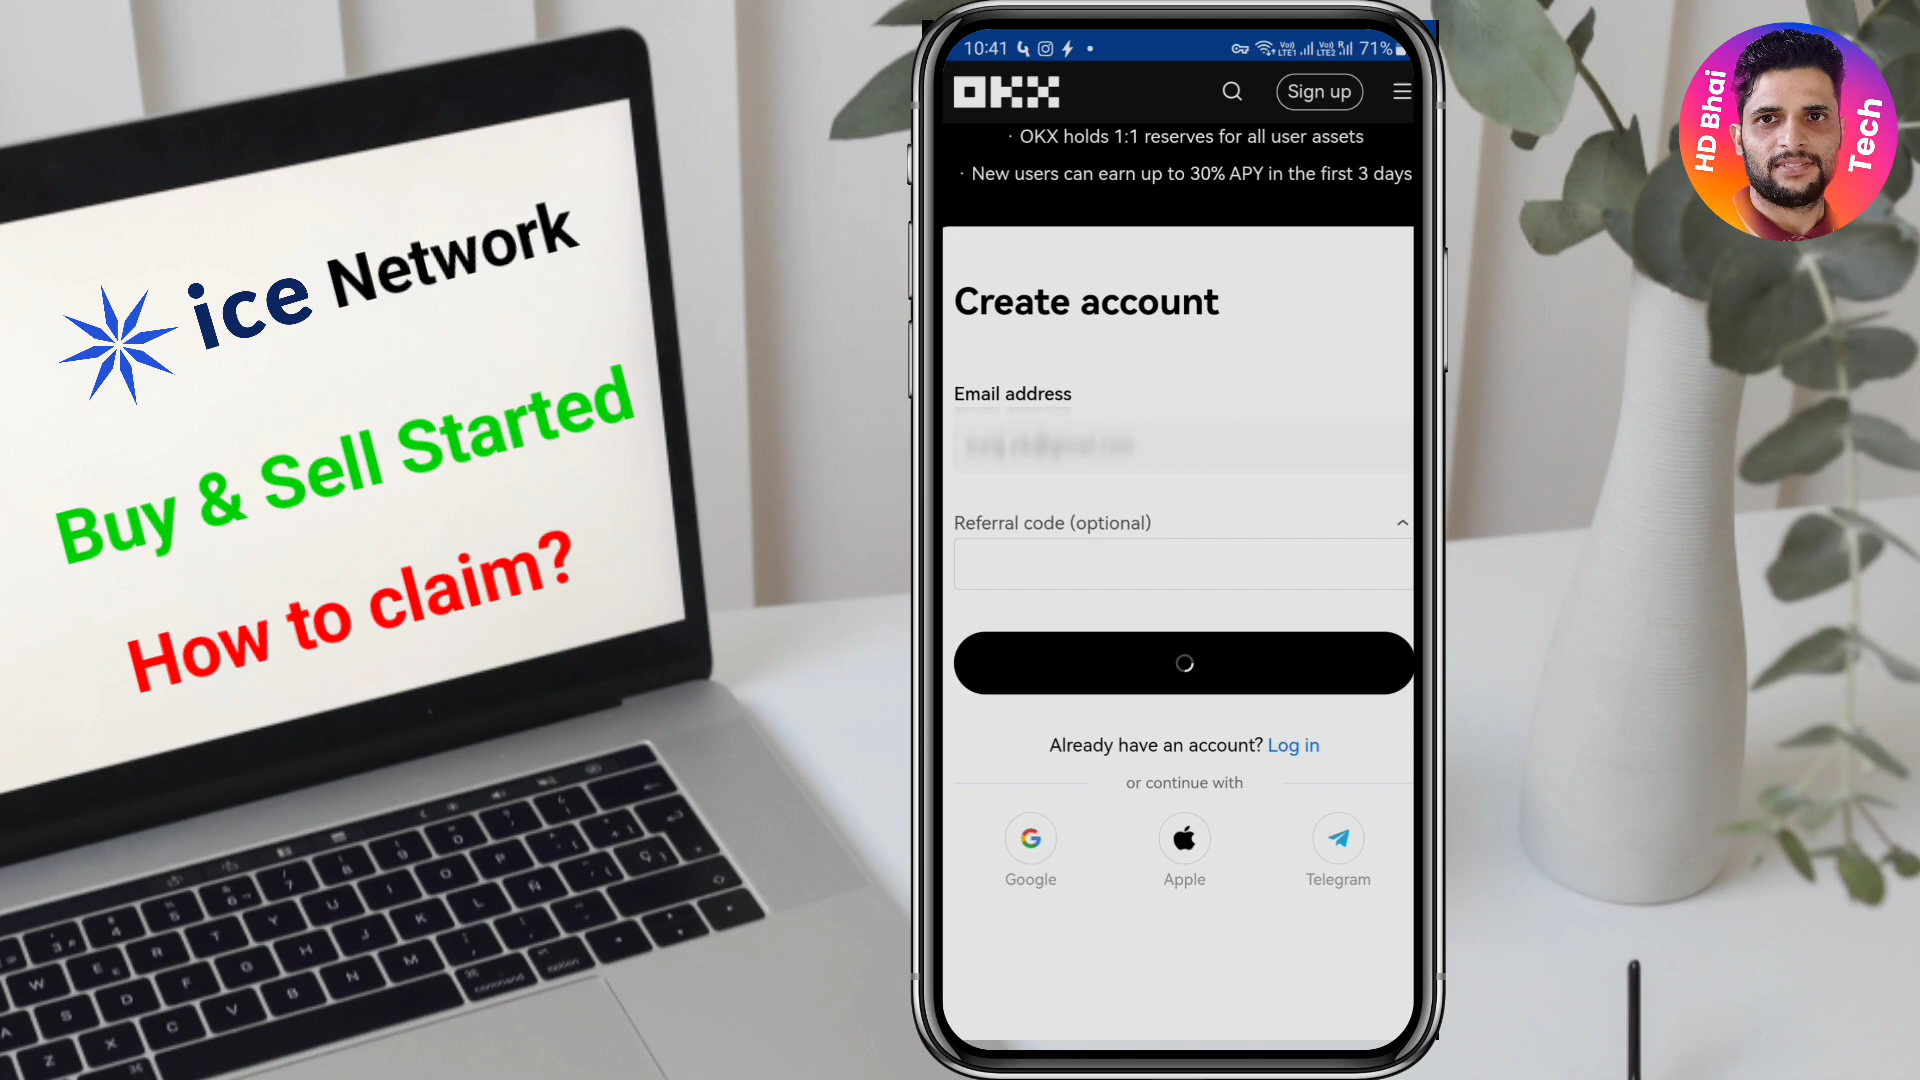 ice Network
Buy & Sell Started
How to claim?
10:41
71%
OKX
Sign up
· OKX holds 1:1 reserves for all user assets
· New users can earn up to 30% APY in the first 3 days
Create account
Email address
Referral code (optional)
Already have an account? Log in
or continue with
Google
Apple
Telegram
HD Bhai
Tech
command
option